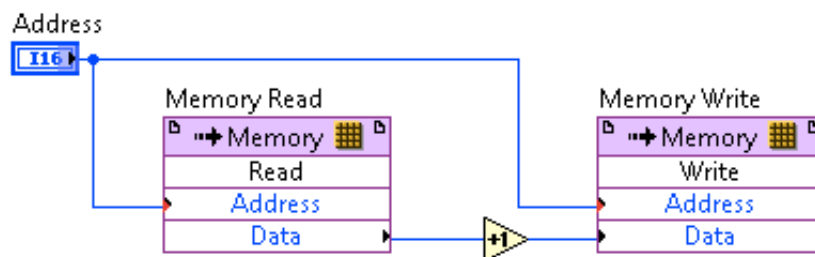 Address
I16
Memory Read
Memory Write
Memory
Memory
Read
Write
Address
Address
Data
+1
Data